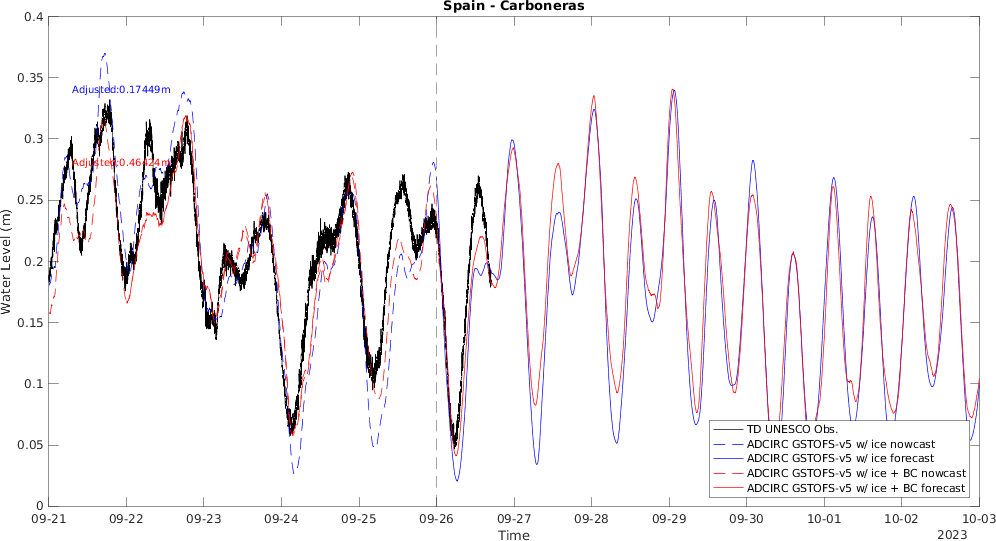 Spain - Carboneras
0.4
0.35
0.3
0.25
0.2
0.15
0.1
0.05
0
Water Level (m)
Adjusted:0.17449m
Adjusted:0.46424m
TD UNESCO Obs.
ADCIRC GSTOFS-v5 w/ ice nowcast
ADCIRC GSTOFS-v5 w/ ice forecast
ADCIRC GSTOFS-v5 w/ ice + BC nowcast
ADCIRC GSTOFS-v5 w/ ice + BC forecast
09-21 09-22 09-23 09-24 09-25 09-26 09-27 09-28 09-29 09-30 10-01 10-02 10-03
Time
2023